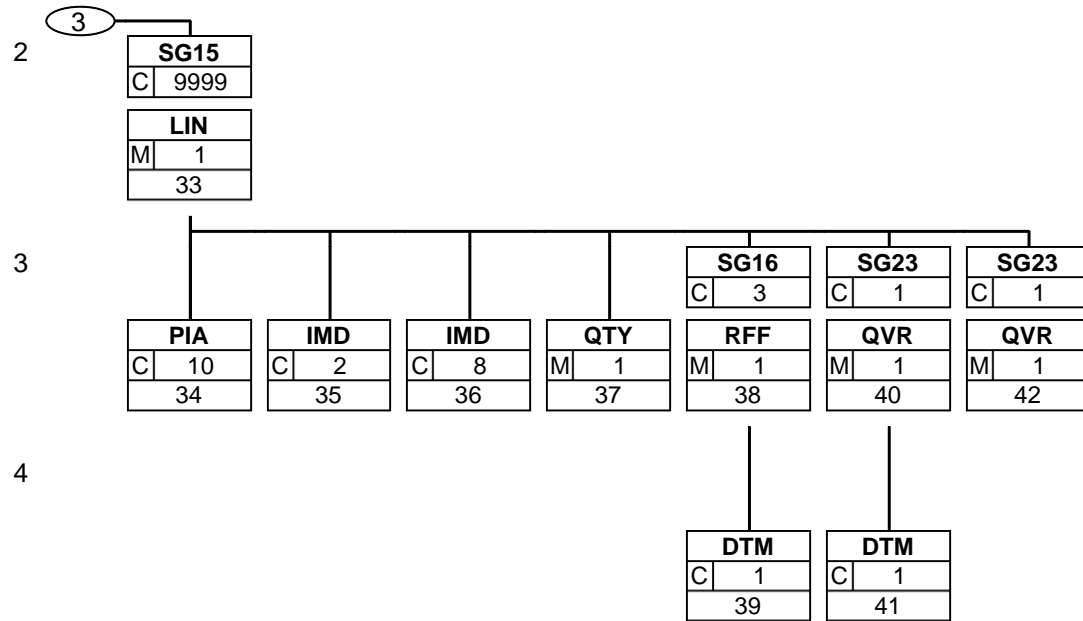 3
2
SG15
C 9999
LIN
M 1
33
3
SG16 SG23 SG23
C 3 C 1 C 1
PIA IMD IMD QTY RFF QVR QVR
C 10 C 2 C 8 M 1 M 1 M 1 M 1
34 35 36 37 38 40 42
4
DTM DTM
C 1 C 1
39 41